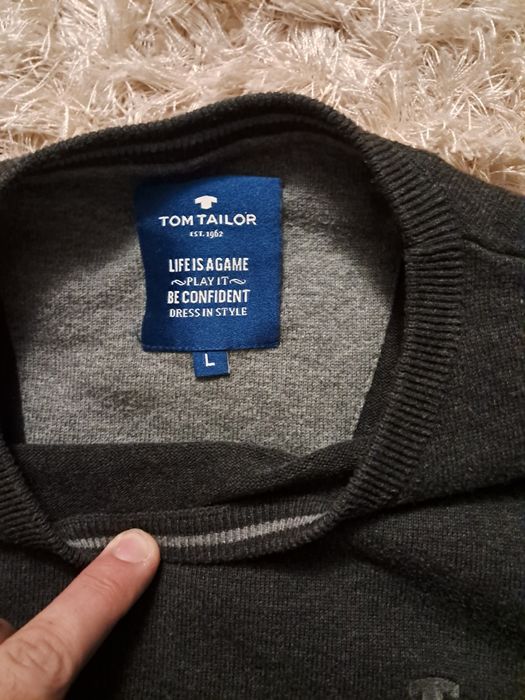 TOM TAILOR
EST. 1962
LIFE IS A GAME
PLAY IT
BE CONFIDENT
DRESS IN STYLE
L